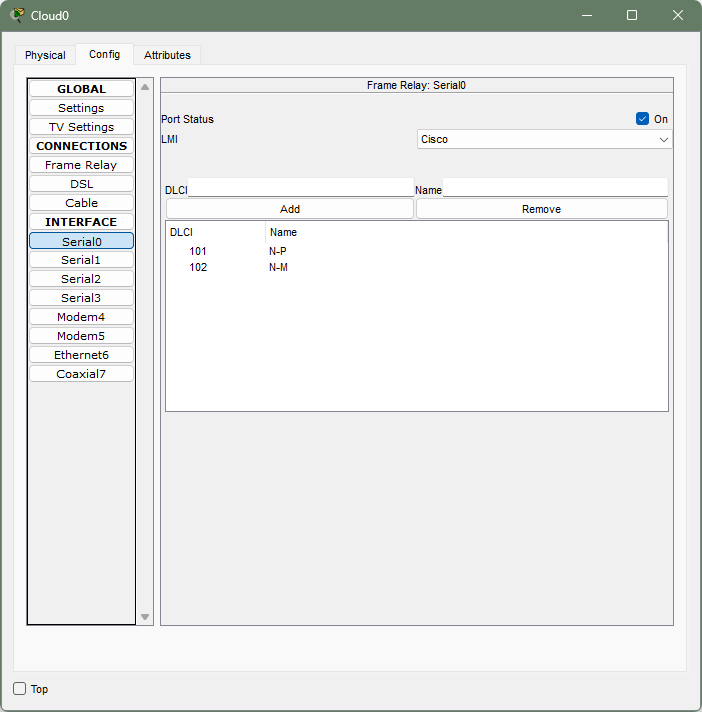 Cloud0
Physical
Config
Attributes
GLOBAL
Settings
TV Settings
CONNECTIONS
Frame Relay
DSL
Cable
INTERFACE
Serial0
Serial1
Serial2
Serial3
Modem4
Modem5
Ethernet6
Coaxial7
Frame Relay: Serial0
Port Status On
LMI Cisco
DLCI Name
Add Remove
DLCI Name
101 N-P
102 N-M
Top